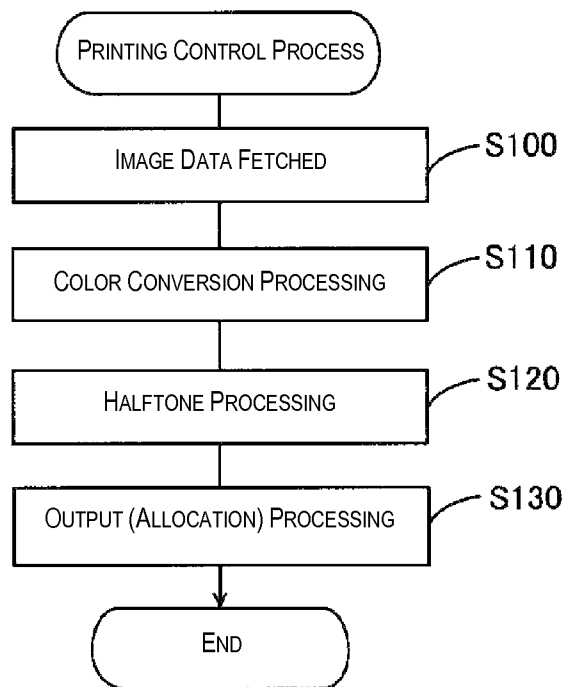 PRINTING CONTROL PROCESS
IMAGE DATA FETCHED
S100
COLOR CONVERSION PROCESSING
S110
HALFTONE PROCESSING
S120
OUTPUT (ALLOCATION) PROCESSING
S130
END